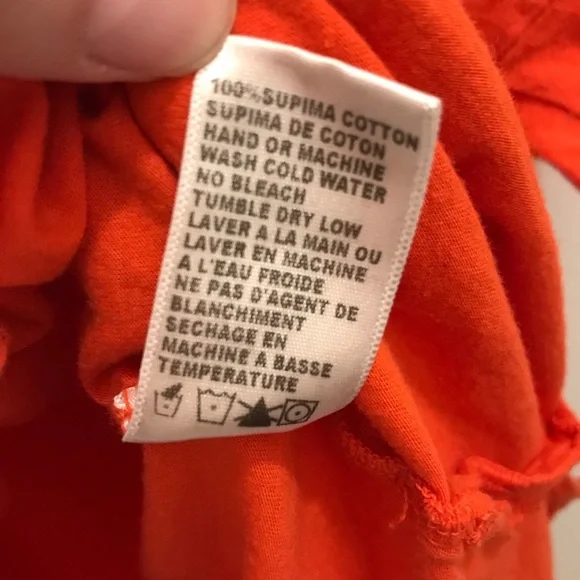 100% SUPIMA COTTON
SUPIMA DE COTON
HAND OR MACHINE
WASH COLD WATER
NO BLEACH
TUMBLE DRY LOW
LAVER A LA MAIN OU
LAVER EN MACHINE
A L'EAU FROIDE
NE PAS D'AGENT DE
BLANCHIMENT
SECHAGE EN
MACHINE A BASSE
TEMPERATURE